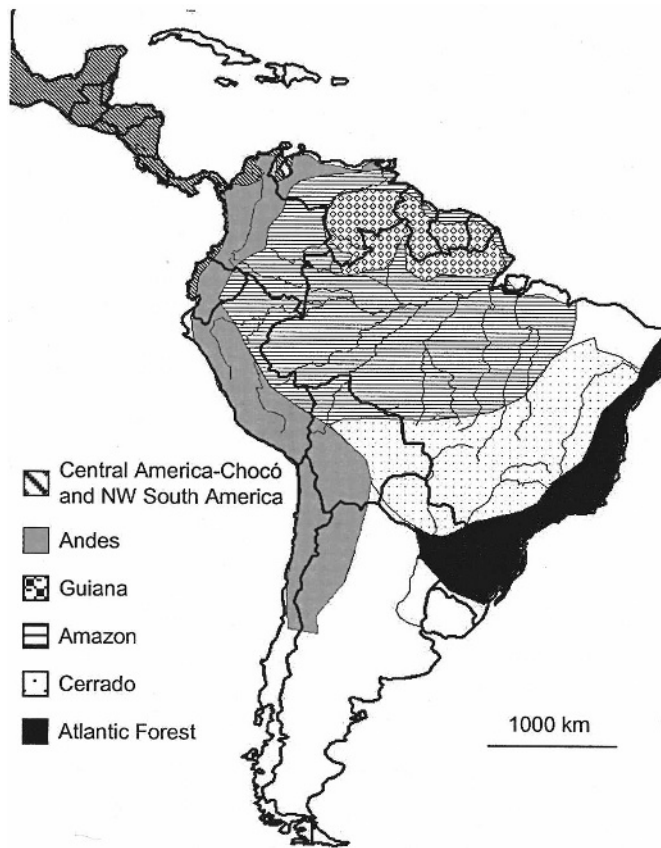 Central America-Chocó
and NW South America
Andes
Guiana
Amazon
Cerrado
Atlantic Forest
1000 km